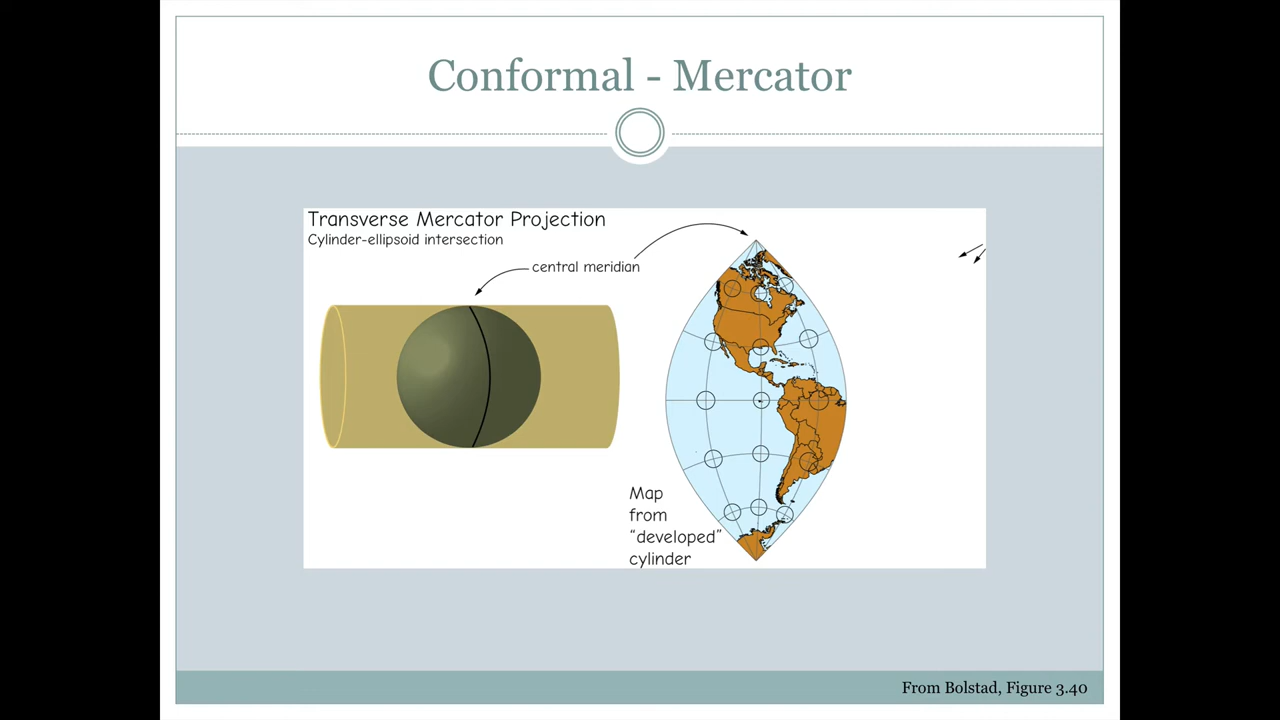 Conformal - Mercator
Transverse Mercator Projection
Cylinder-ellipsoid intersection
central meridian
Map
from
“developed”
cylinder
From Bolstad, Figure 3.40